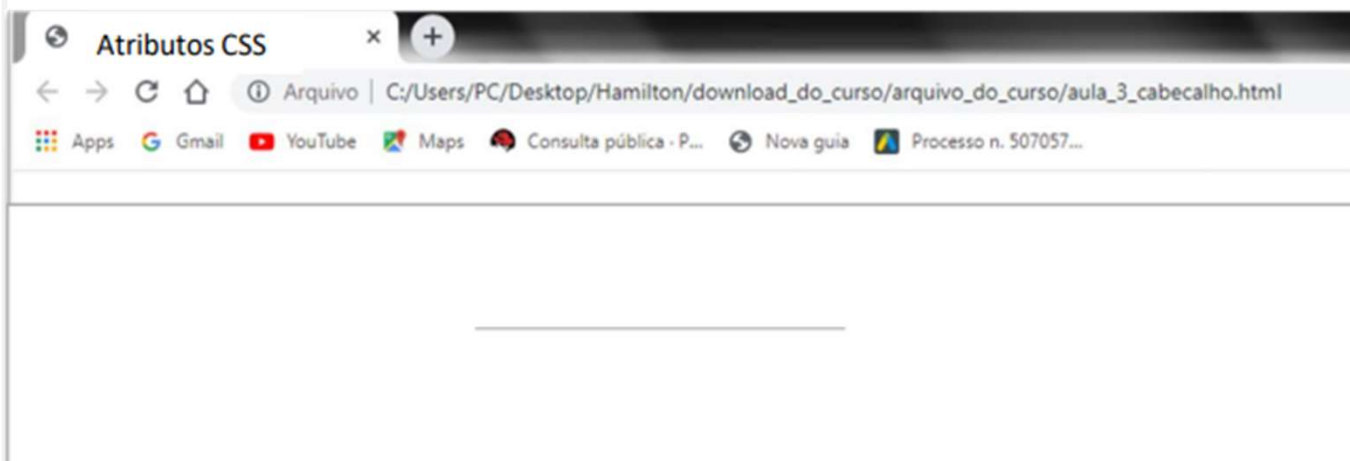 Atributos CSS
Arquivo | C:/Users/PC/Desktop/Hamilton/download_do_curso/arquivo_do_curso/aula_3_cabecalho.html
Apps Gmail YouTube Maps Consulta pública - P... Nova guia Processo n. 507057...